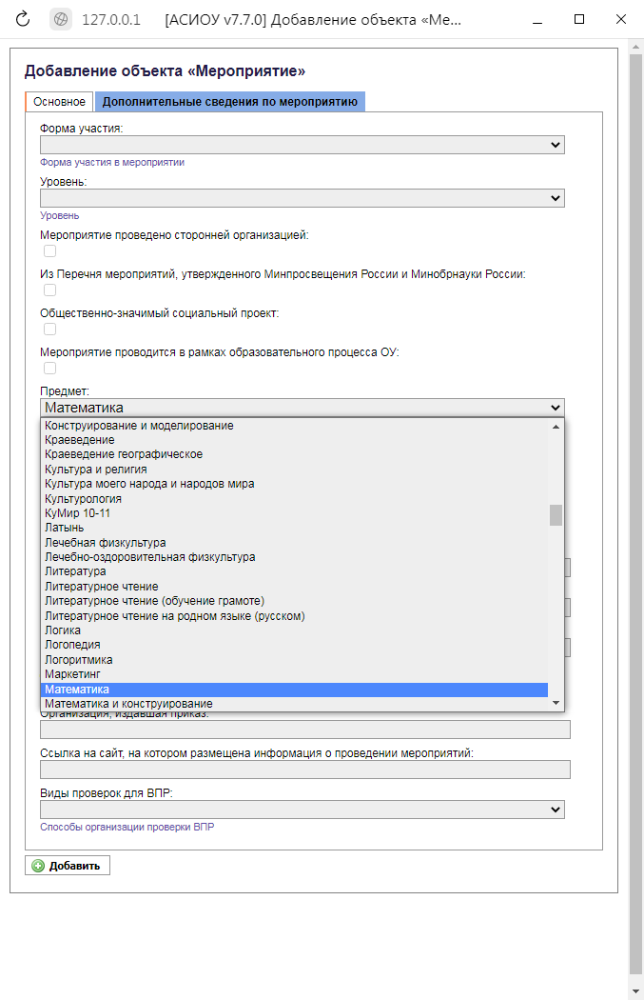 127.0.0.1 [АСИОУ v7.7.0] Добавление объекта «Ме...
Добавление объекта «Мероприятие»
Основное Дополнительные сведения по мероприятию
Форма участия:
Форма участия в мероприятии
Уровень:
Уровень
Мероприятие проведено сторонней организацией:
Из Перечня мероприятий, утвержденного Минпросвещения России и Минобрнауки России:
Общественно-значимый социальный проект:
Мероприятие проводится в рамках образовательного процесса ОУ:
Предмет:
Математика
Конструирование и моделирование
Краеведение
Краеведение географическое
Культура и религия
Культура моего народа и народов мира
Культурология
КуМир 10-11
Латынь
Лечебная физкультура
Лечебно-оздоровительная физкультура
Литература
Литературное чтение
Литературное чтение (обучение грамоте)
Литературное чтение на родном языке (русском)
Логика
Логопедия
Логоритмика
Маркетинг
Математика
Математика и конструирование
Организация, издавшая приказ:
Ссылка на сайт, на котором размещена информация о проведении мероприятий:
Виды проверок для ВПР:
Способы организации проверки ВПР
Добавить